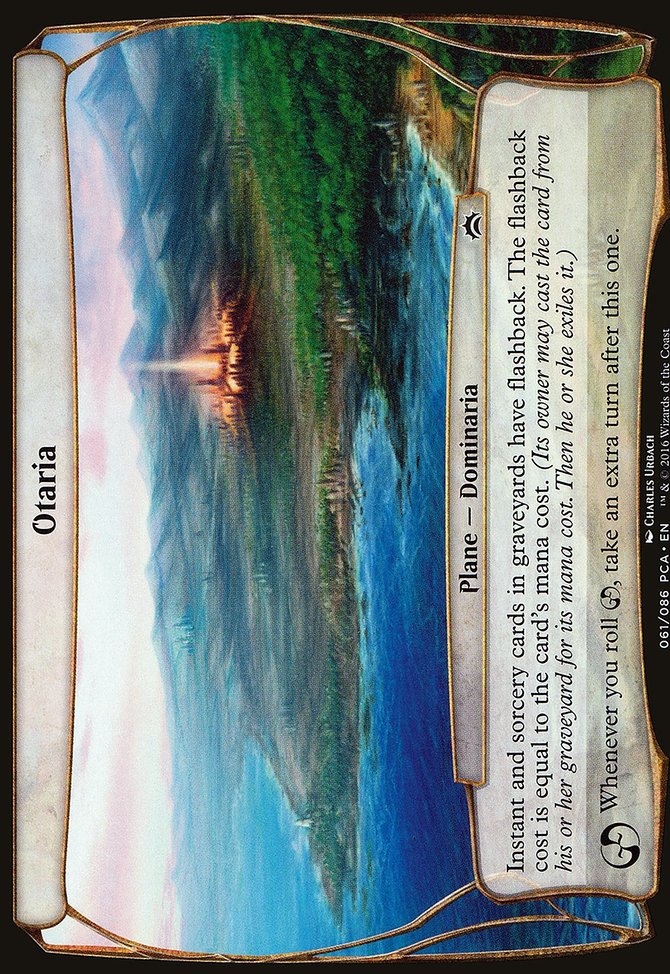 Otaria
Plane — Dominaria
Instant and sorcery cards in graveyards have flashback. The flashback
cost is equal to the card's mana cost. (Its owner may cast the card from
his or her graveyard for its mana cost. Then he or she exiles it.)
Whenever you roll , take an extra turn after this one.
CHARLES URBACH
061/086 PCA • EN ™ & © 2016 Wizards of the Coast